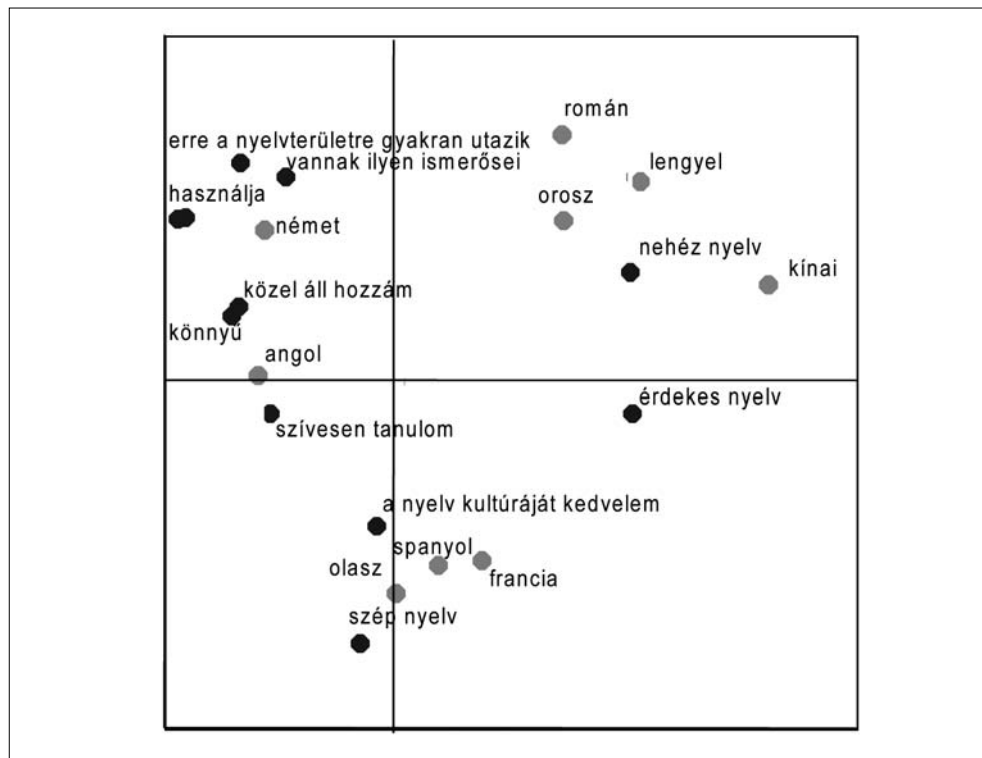 román
erre a nyelvterületre gyakran utazik
vannak ilyen ismerősei
lengyel
használja
orosz
német
nehéz nyelv
kínai
közel áll hozzám
könnyű
angol
érdekes nyelv
szívesen tanulom
a nyelv kultúráját kedvelem
spanyol
olasz
francia
szép nyelv